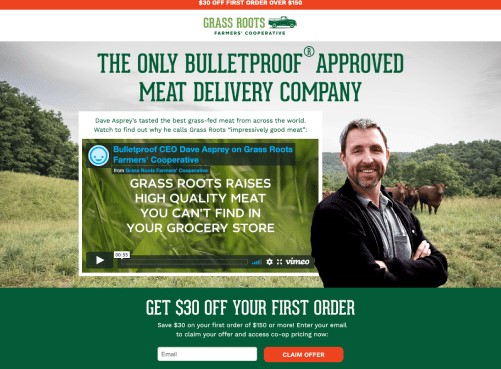 $30 OFF FIRST ORDER OVER $150
GRASS ROOTS
FARMERS' COOPERATIVE
THE ONLY BULLETPROOF® APPROVED
MEAT DELIVERY COMPANY
Dave Asprey's tasted the best grass-fed meat from across the world.
Watch to find out why he calls Grass Roots "impressively good meat":
Bulletproof CEO Dave Asprey on Grass Roots
Farmers' Cooperative
from Grass Roots Farmers' Cooperative
GRASS ROOTS RAISES
HIGH QUALITY MEAT
YOU CAN'T FIND IN
YOUR GROCERY STORE
00:55
vimeo
GET $30 OFF YOUR FIRST ORDER
Save $30 on your first order of $150 or more! Enter your email
to claim your offer and access co-op pricing now:
Email
CLAIM OFFER